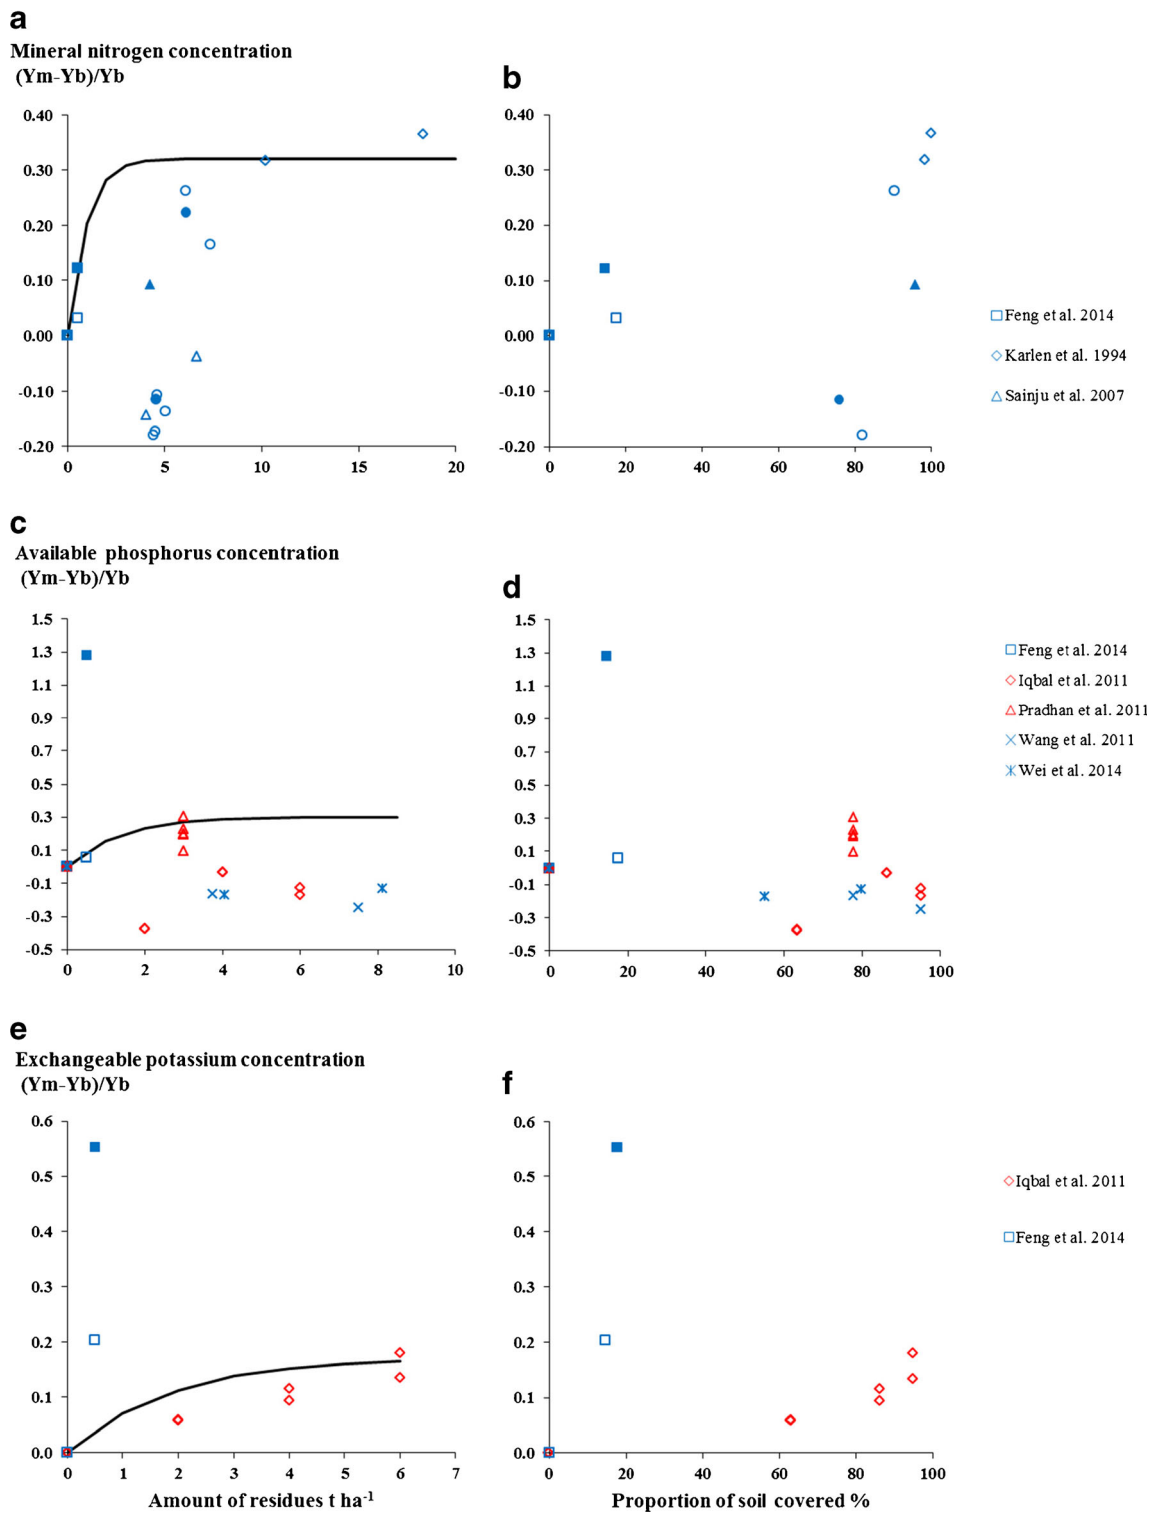 a
Mineral nitrogen concentration
(Ym-Yb)/Yb
b
0.40
0.30
0.20
0.10
0.00
-0.10
-0.20
0 5 10 15 20
0.40
0.30
0.20
0.10
0.00
-0.10
-0.20
0 20 40 60 80 100
Feng et al. 2014
Karlen et al. 1994
Sainju et al. 2007
c
Available phosphorus concentration
(Ym-Yb)/Yb
d
1.5
1.3
1.1
0.9
0.7
0.5
0.3
0.1
-0.1
-0.3
-0.5
0 2 4 6 8 10
1.5
1.3
1.1
0.9
0.7
0.5
0.3
0.1
-0.1
-0.3
-0.5
0 20 40 60 80 100
Feng et al. 2014
Iqbal et al. 2011
Pradhan et al. 2011
Wang et al. 2011
Wei et al. 2014
e
Exchangeable potassium concentration
(Ym-Yb)/Yb
f
0.6
0.5
0.4
0.3
0.2
0.1
0.0
0 1 2 3 4 5 6 7
Amount of residues t ha-1
0.6
0.5
0.4
0.3
0.2
0.1
0.0
0 20 40 60 80 100
Proportion of soil covered %
Iqbal et al. 2011
Feng et al. 2014